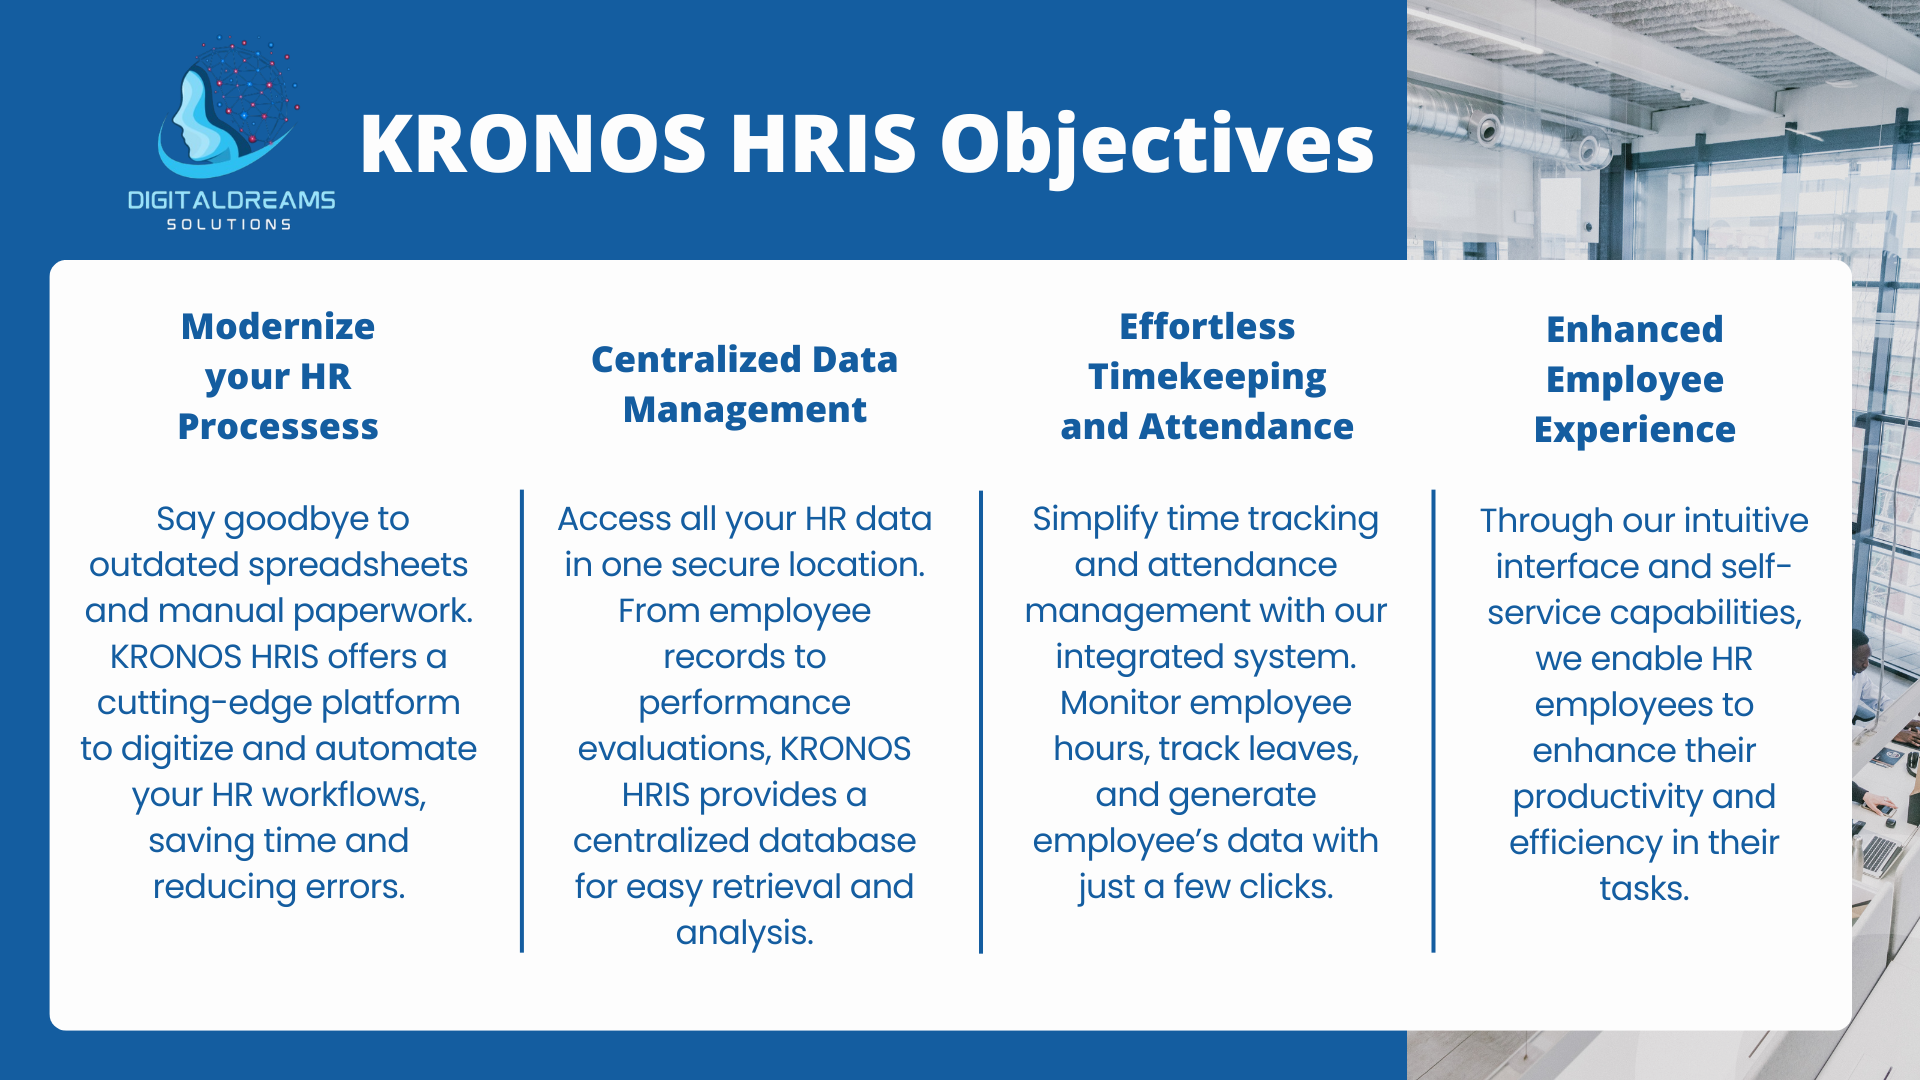 DIGITALDREAMS
SOLUTIONS
KRONOS HRIS Objectives
Modernize
your HR
Processess
Say goodbye to
outdated spreadsheets
and manual paperwork.
KRONOS HRIS offers a
cutting-edge platform
to digitize and automate
your HR workflows,
saving time and
reducing errors.
Centralized Data
Management
Access all your HR data
in one secure location.
From employee
records to
performance
evaluations, KRONOS
HRIS provides a
centralized database
for easy retrieval and
analysis.
Effortless
Timekeeping
and Attendance
Simplify time tracking
and attendance
management with our
integrated system.
Monitor employee
hours, track leaves,
and generate
employee’s data with
just a few clicks.
Enhanced
Employee
Experience
Through our intuitive
interface and self-
service capabilities,
we enable HR
employees to
enhance their
productivity and
efficiency in their
tasks.